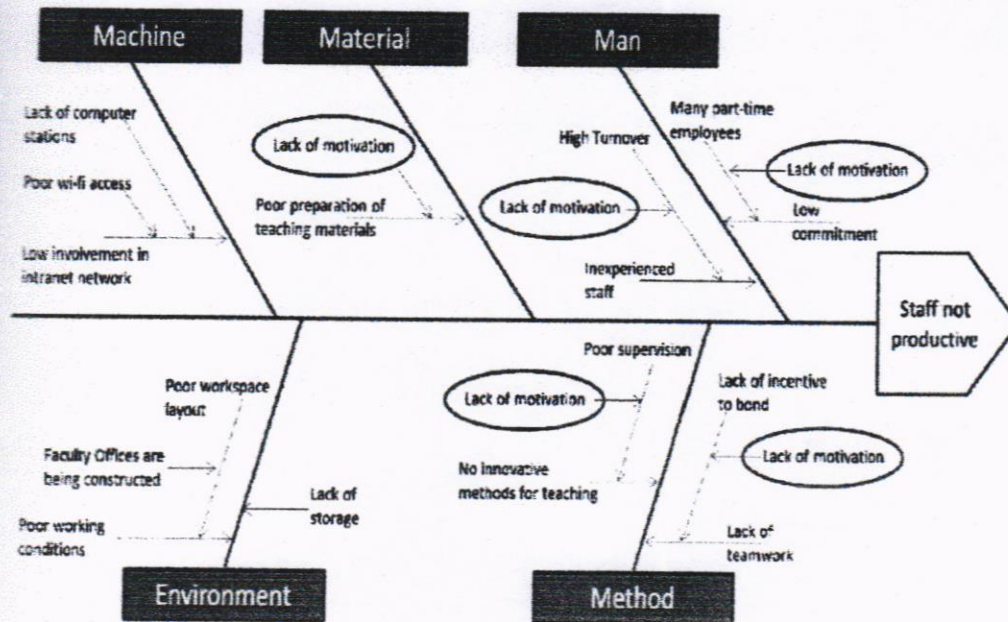 Machine
Material
Man
Lack of computer
stations
Poor wi-fi access
Low involvement in
intranet network
Lack of motivation
Poor preparation of
teaching materials
High Turnover
Lack of motivation
Inexperienced
staff
Many part-time
employees
Lack of motivation
Low
commitment
Staff not
productive
Poor workspace
layout
Faculty Offices are
being constructed
Poor working
conditions
Lack of
storage
Poor supervision
Lack of motivation
No innovative
methods for teaching
Lack of incentive
to bond
Lack of motivation
Lack of
teamwork
Environment
Method